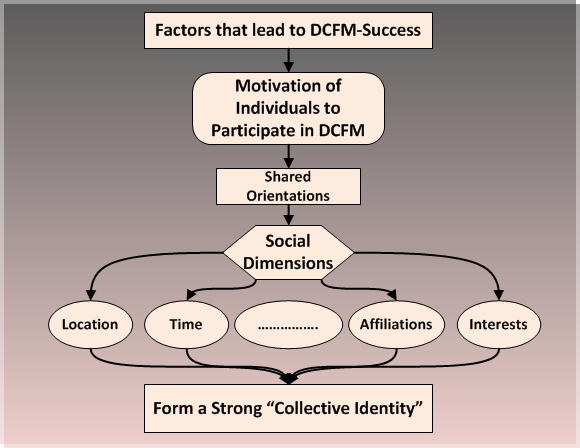 Factors that lead to DCFM-Success
Motivation of
Individuals to
Participate in DCFM
Shared
Orientations
Social
Dimensions
Location
Time
................
Affiliations
Interests
Form a Strong “Collective Identity”